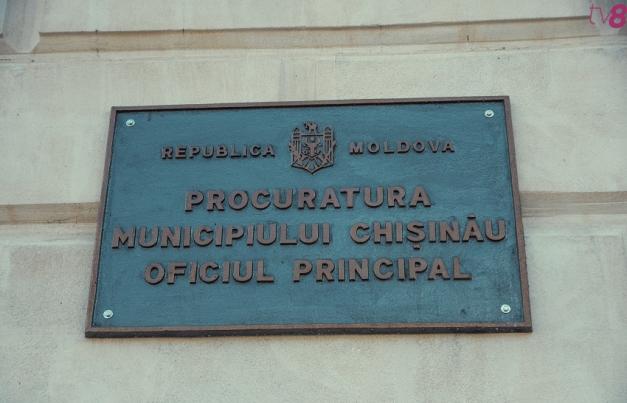 tv8
REPUBLICA MOLDOVA
PROCURATURA
MUNICIPIULUI CHIȘINĂU
OFICIUL PRINCIPAL